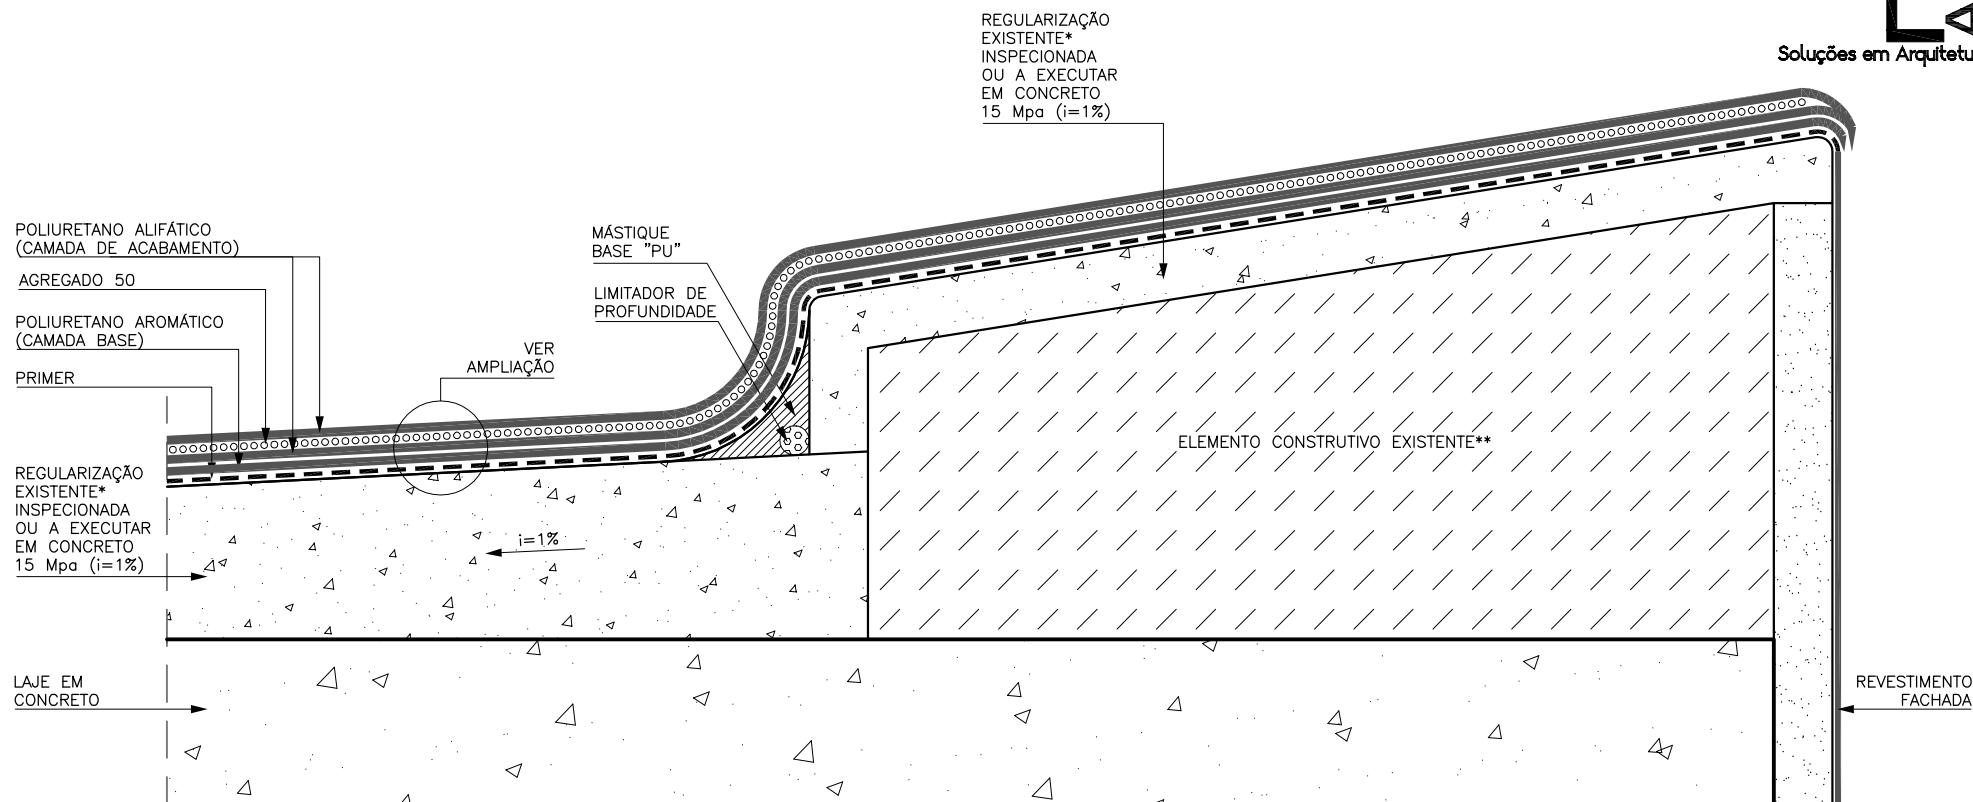 REGULARIZAÇÃO
EXISTENTE*
INSPECIONADA
OU A EXECUTAR
EM CONCRETO
15 Mpa (i=1%)
Soluções em
POLIURETANO ALIFÁTICO
(CAMADA DE ACABAMENTO)
AGREGADO 50
POLIURETANO AROMÁTICO
(CAMADA BASE)
PRIMER
MÁSTIQUE
BASE "PU"
LIMITADOR DE
PROFUNDIDADE
VER
AMPLIAÇÃO
REGULARIZAÇÃO
EXISTENTE*
INSPECIONADA
OU A EXECUTAR
EM CONCRETO
15 Mpa (i=1%)
i=1%
ELEMENTO CONSTRUTIVO EXISTENTE**
LAJE EM
CONCRETO
REVESTIMENTO
FACHADA